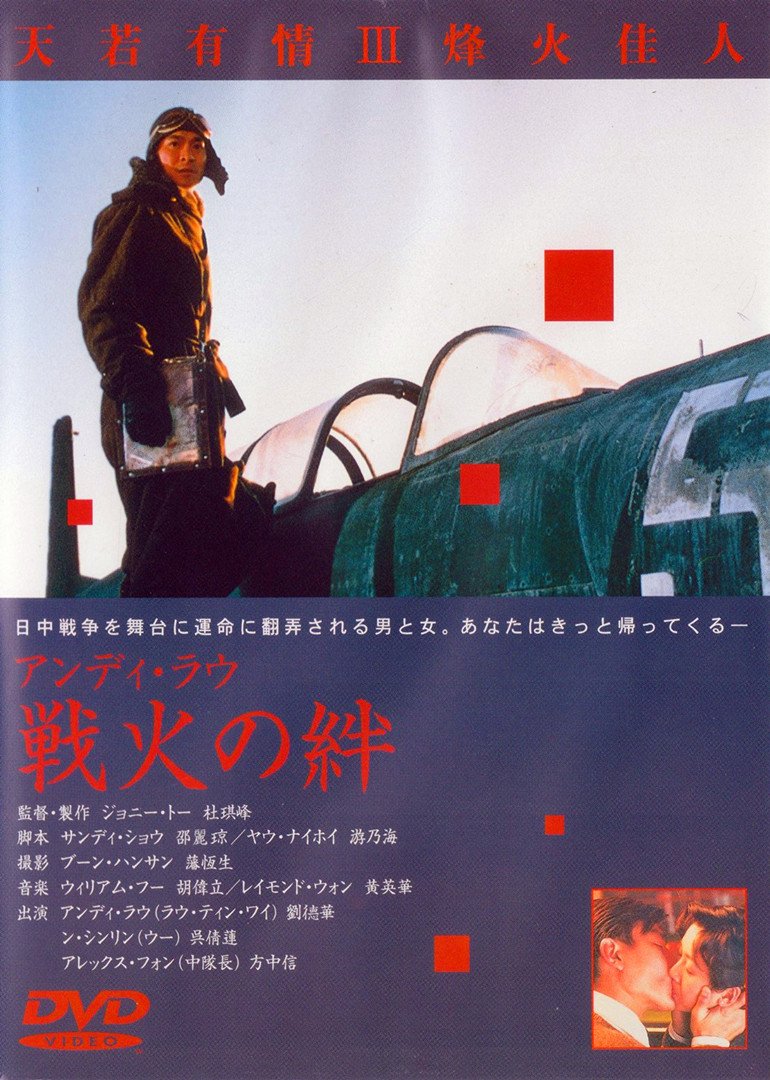 天若有情III烽火佳人
日中戦争を舞台に運命に翻弄される男と女。あなたはきっと帰ってくる―
アンディ・ラウ
戦火の絆
監督・製作 ジョニー・トー 杜琪峰
脚本 サンディ・ショウ 邵麗琼／ヤウ・ナイホイ 游乃海
撮影 ブーン・ハンサン 藩恆生
音楽 ウィリアム・フー 胡偉立／レイモンド・ウォン 黄英華
出演 アンディ・ラウ（ラウ・ティン・ワイ） 劉德華
ン・シンリン（ウー） 呉倩蓮
アレックス・フォン（中隊長） 方中信
DVD
VIDEO